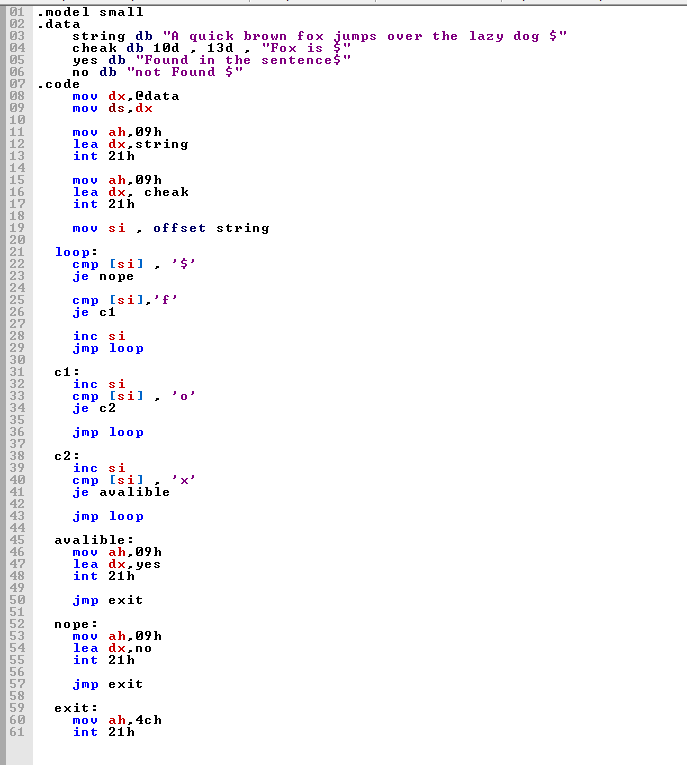 01 .model small
02 .data
03     string db "A quick brown fox jumps over the lazy dog $"
04     cheak db 10d , 13d , "Fox is $"
05     yes db "Found in the sentence$"
06     no db "not Found $"
07 .code
08     mov dx,@data
09     mov ds,dx
10
11     mov ah,09h
12     lea dx,string
13     int 21h
14
15     mov ah,09h
16     lea dx, cheak
17     int 21h
18
19     mov si , offset string
20
21   loop:
22     cmp [si] , '$'
23     je nope
24
25     cmp [si],'f'
26     je c1
27
28     inc si
29     jmp loop
30
31   c1:
32     inc si
33     cmp [si] , 'o'
34     je c2
35
36     jmp loop
37
38   c2:
39     inc si
40     cmp [si] , 'x'
41     je avalible
42
43     jmp loop
44
45   avalible:
46     mov ah,09h
47     lea dx,yes
48     int 21h
49
50     jmp exit
51
52   nope:
53     mov ah,09h
54     lea dx,no
55     int 21h
56
57     jmp exit
58
59   exit:
60     mov ah,4ch
61     int 21h